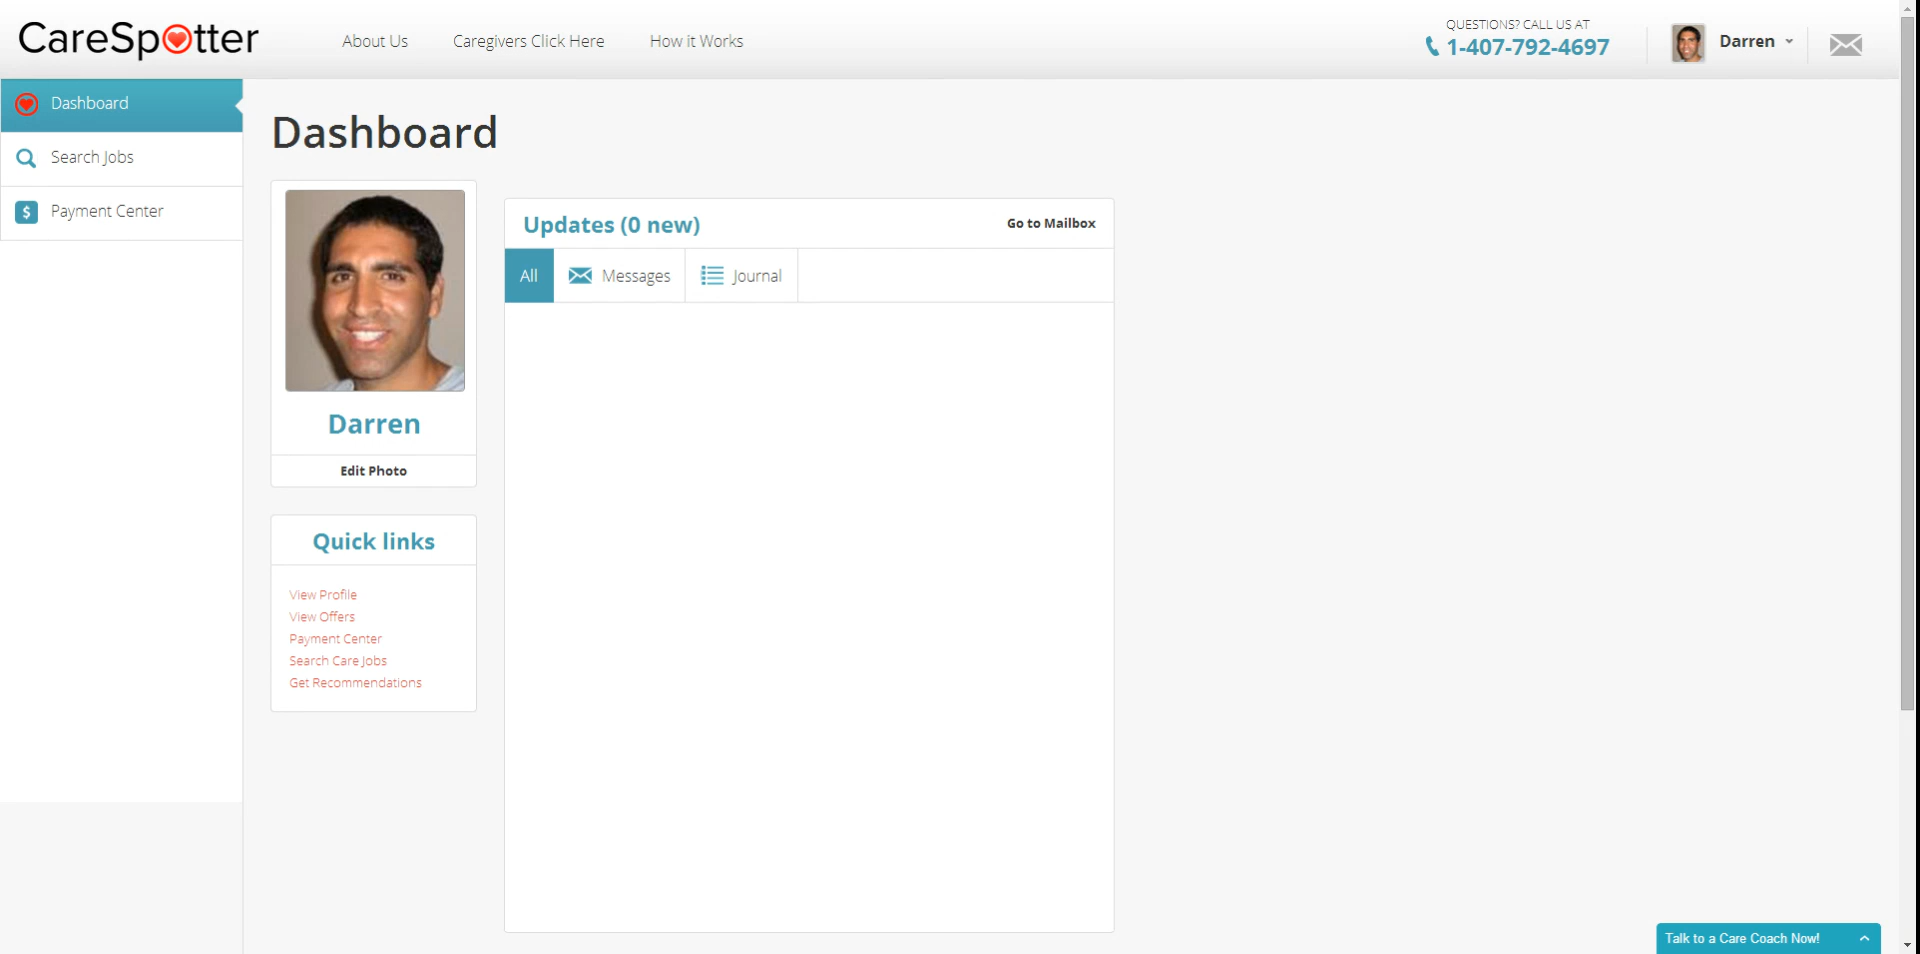 CareSpotter
About Us
Caregivers Click Here
How it Works
QUESTIONS? CALL US AT
1-407-792-4697
Darren
Dashboard
Search Jobs
Payment Center
Dashboard
Darren
Edit Photo
Quick links
View Profile
View Offers
Payment Center
Search Care Jobs
Get Recommendations
Updates (0 new)
Go to Mailbox
All
Messages
Journal
Talk to a Care Coach Now!